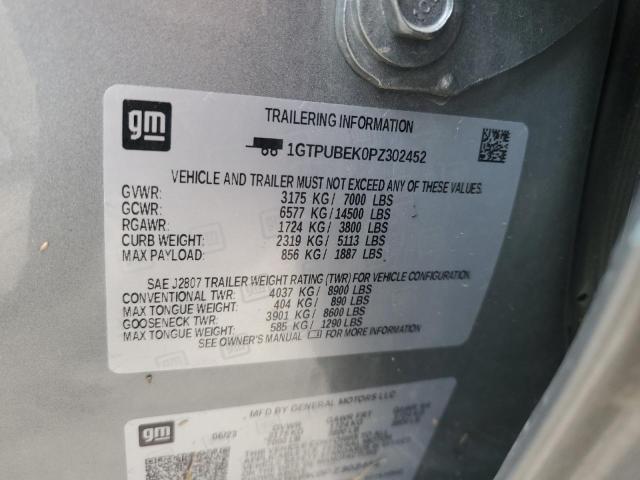 gm
TRAILERING INFORMATION
1GTPUBEK0PZ302452
VEHICLE AND TRAILER MUST NOT EXCEED ANY OF THESE VALUES.
GVWR: 3175 KG/ 7000 LBS
GCWR: 6577 KG/ 14500 LBS
RGAWR: 1724 KG/ 3800 LBS
CURB WEIGHT: 2319 KG/ 5113 LBS
MAX PAYLOAD: 856 KG/ 1887 LBS
SAE J2807 TRAILER WEIGHT RATING (TWR) FOR VEHICLE CONFIGURATION.
CONVENTIONAL TWR: 4037 KG/ 8900 LBS
MAX TONGUE WEIGHT: 404 KG/ 890 LBS
GOOSENECK TWR: 3901 KG/ 8600 LBS
MAX TONGUE WEIGHT: 585 KG/ 1290 LBS
SEE OWNER'S MANUAL FOR MORE INFORMATION
gm
MFD BY GENERAL MOTORS LLC
06/23 GVWR GAWR FRT